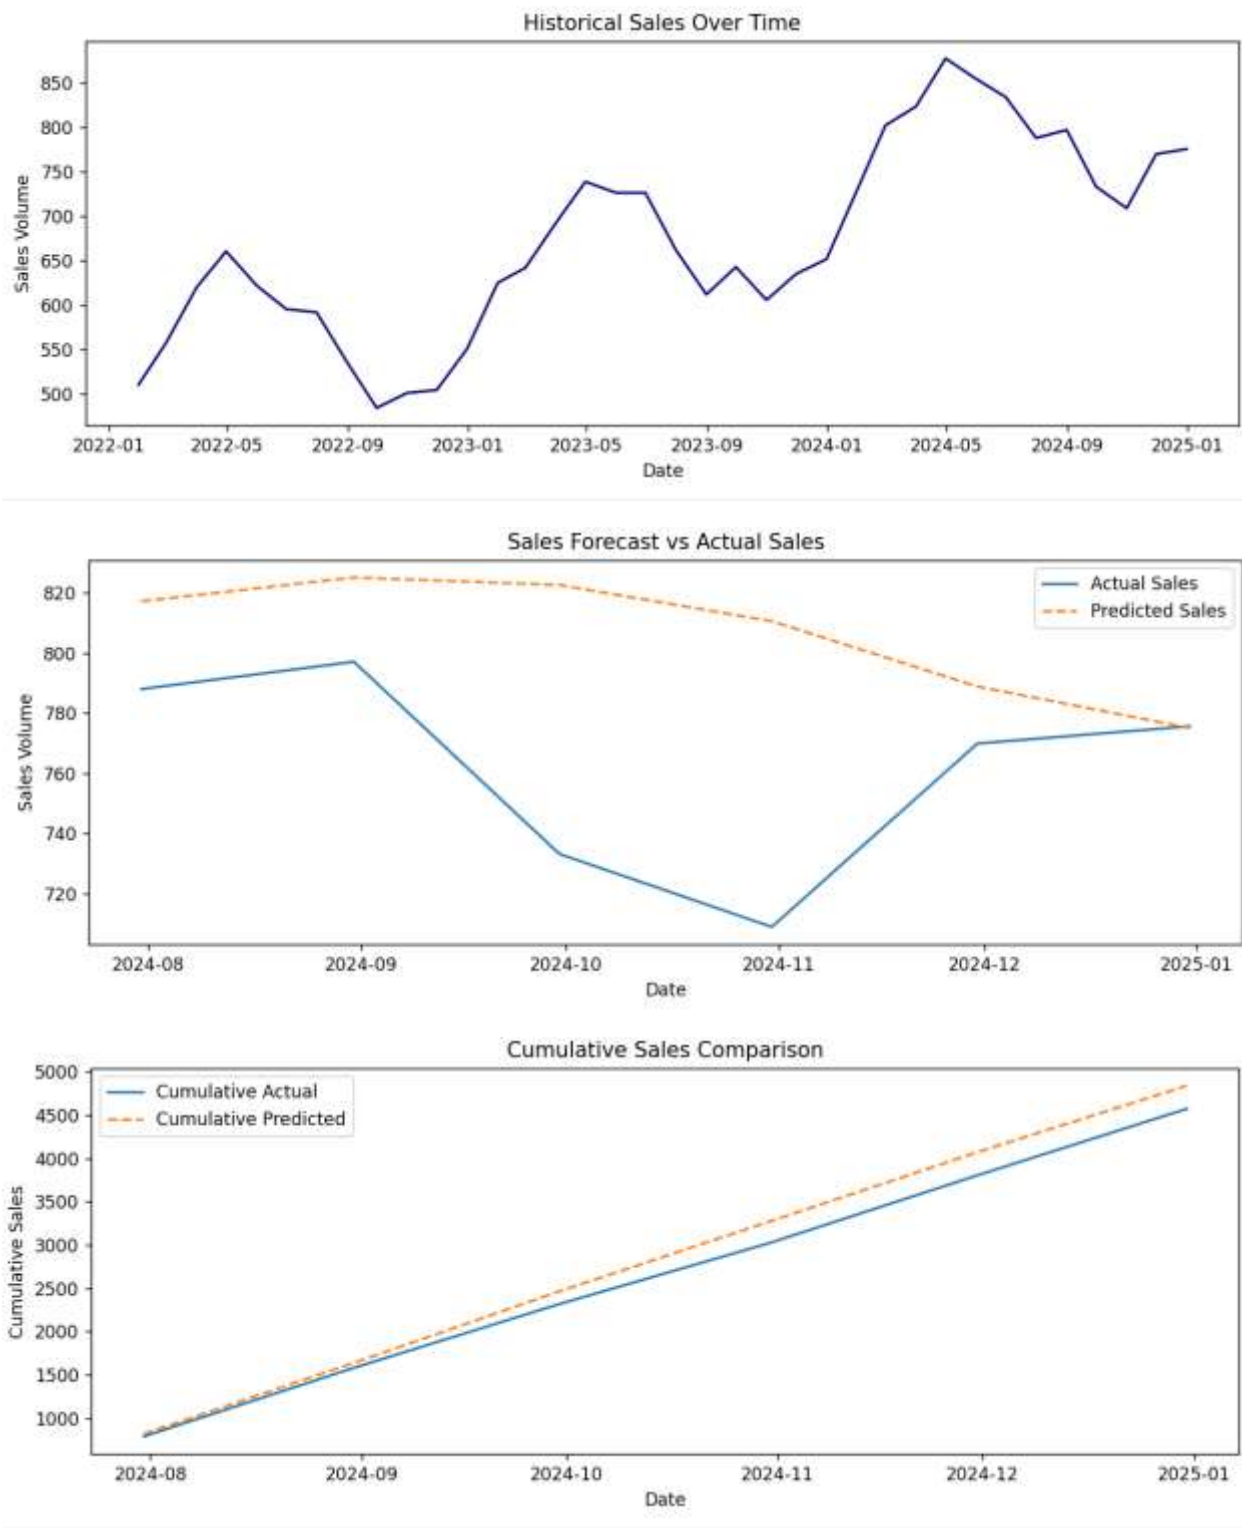 Historical Sales Over Time
850
800
750
700
650
600
550
500
Sales Volume
2022-01 2022-05 2022-09 2023-01 2023-05 2023-09 2024-01 2024-05 2024-09 2025-01
Date
Sales Forecast vs Actual Sales
Actual Sales
Predicted Sales
820
800
780
760
740
720
Sales Volume
2024-08 2024-09 2024-10 2024-11 2024-12 2025-01
Date
Cumulative Sales Comparison
Cumulative Actual
Cumulative Predicted
5000
4500
4000
3500
3000
2500
2000
1500
1000
Cumulative Sales
2024-08 2024-09 2024-10 2024-11 2024-12 2025-01
Date